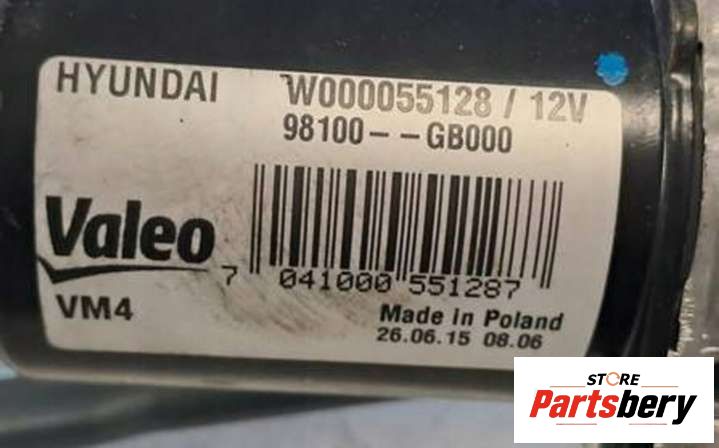 HYUNDAI W000055128 / 12V
98100--GB000
Valeo
7 041000 551287
VM4 Made in Poland
26.06.15 08.06
STORE
Partsbery